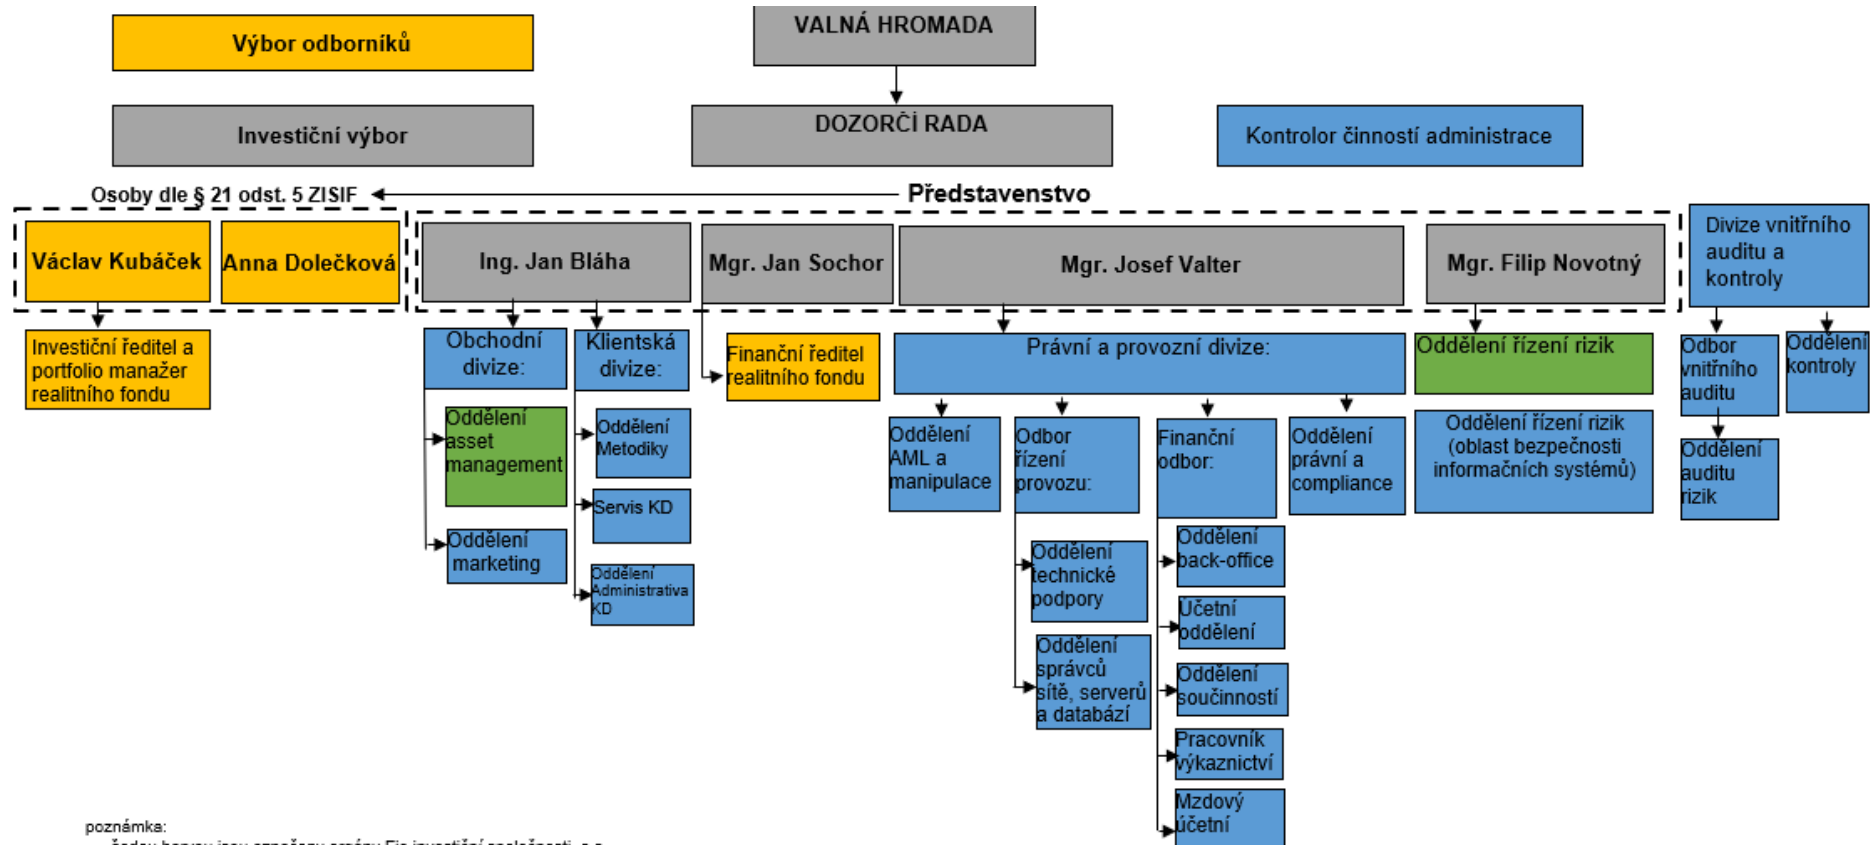 Výbor odborníků
VALNÁ HROMADA
Investiční výbor
DOZORČÍ RADA
Kontrolor činností administrace
Osoby dle § 21 odst. 5 ZISIF
Představenstvo
Václav Kubáček
Anna Dolečková
Ing. Jan Bláha
Mgr. Jan Sochor
Mgr. Josef Valter
Mgr. Filip Novotný
Divize vnitřního
auditu a
kontroly
Investiční ředitel a
portfolio manažer
realitního fondu
Obchodní
divize:
Klientská
divize:
Finanční ředitel
realitního fondu
Právní a provozní divize:
Oddělení řízení rizik
Odbor
vnitřního
auditu
Oddělení
kontroly
Oddělení
asset
management
Oddělení
Metodiky
Oddělení
AML a
manipulace
Odbor
řízení
provozu:
Finanční
odbor:
Oddělení
právní a
compliance
Oddělení řízení rizik
(oblast bezpečnosti
informačních systémů)
Oddělení
auditu
rizik
Servis KD
Oddělení
marketing
Oddělení
Administrativa
KD
Oddělení
technické
podpory
Oddělení
back-office
Účetní
oddělení
Oddělení
správců
sítě, serverů
a databází
Oddělení
součinností
Pracovník
výkaznictví
Mzdový
účetní
poznámka: